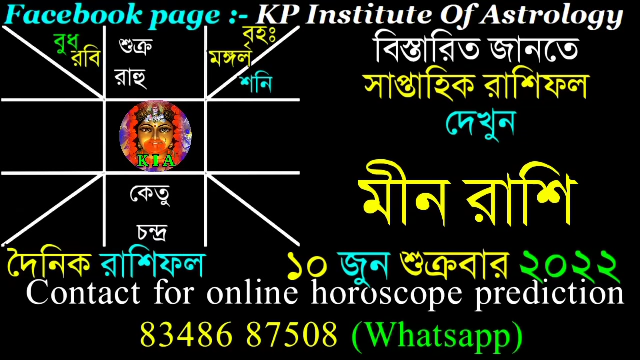 Facebook page :- KP Institute Of Astrology
বুধ
রবি
শুক্র
রাহু
বৃহঃ
মঙ্গল
শনি
বিস্তারিত জানতে
সাপ্তাহিক রাশিফল
দেখুন
KIA
মীন রাশি
কেতু
চন্দ্র
দৈনিক রাশিফল
১০ জুন শুক্রবার ২০২২
Contact for online horoscope prediction
83486 87508 (Whatsapp)